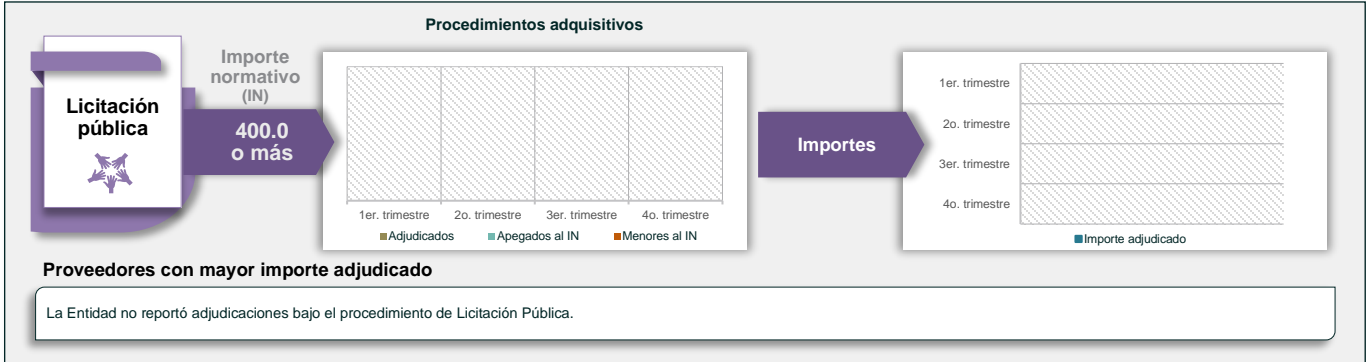 Procedimientos adquisitivos
Licitación
pública
Importe
normativo
(IN)
400.0
o más
1er. trimestre
2o. trimestre
3er. trimestre
4o. trimestre
Adjudicados
Apegados al IN
Menores al IN
Importes
1er. trimestre
2o. trimestre
3er. trimestre
4o. trimestre
Importe adjudicado
Proveedores con mayor importe adjudicado
La Entidad no reportó adjudicaciones bajo el procedimiento de Licitación Pública.